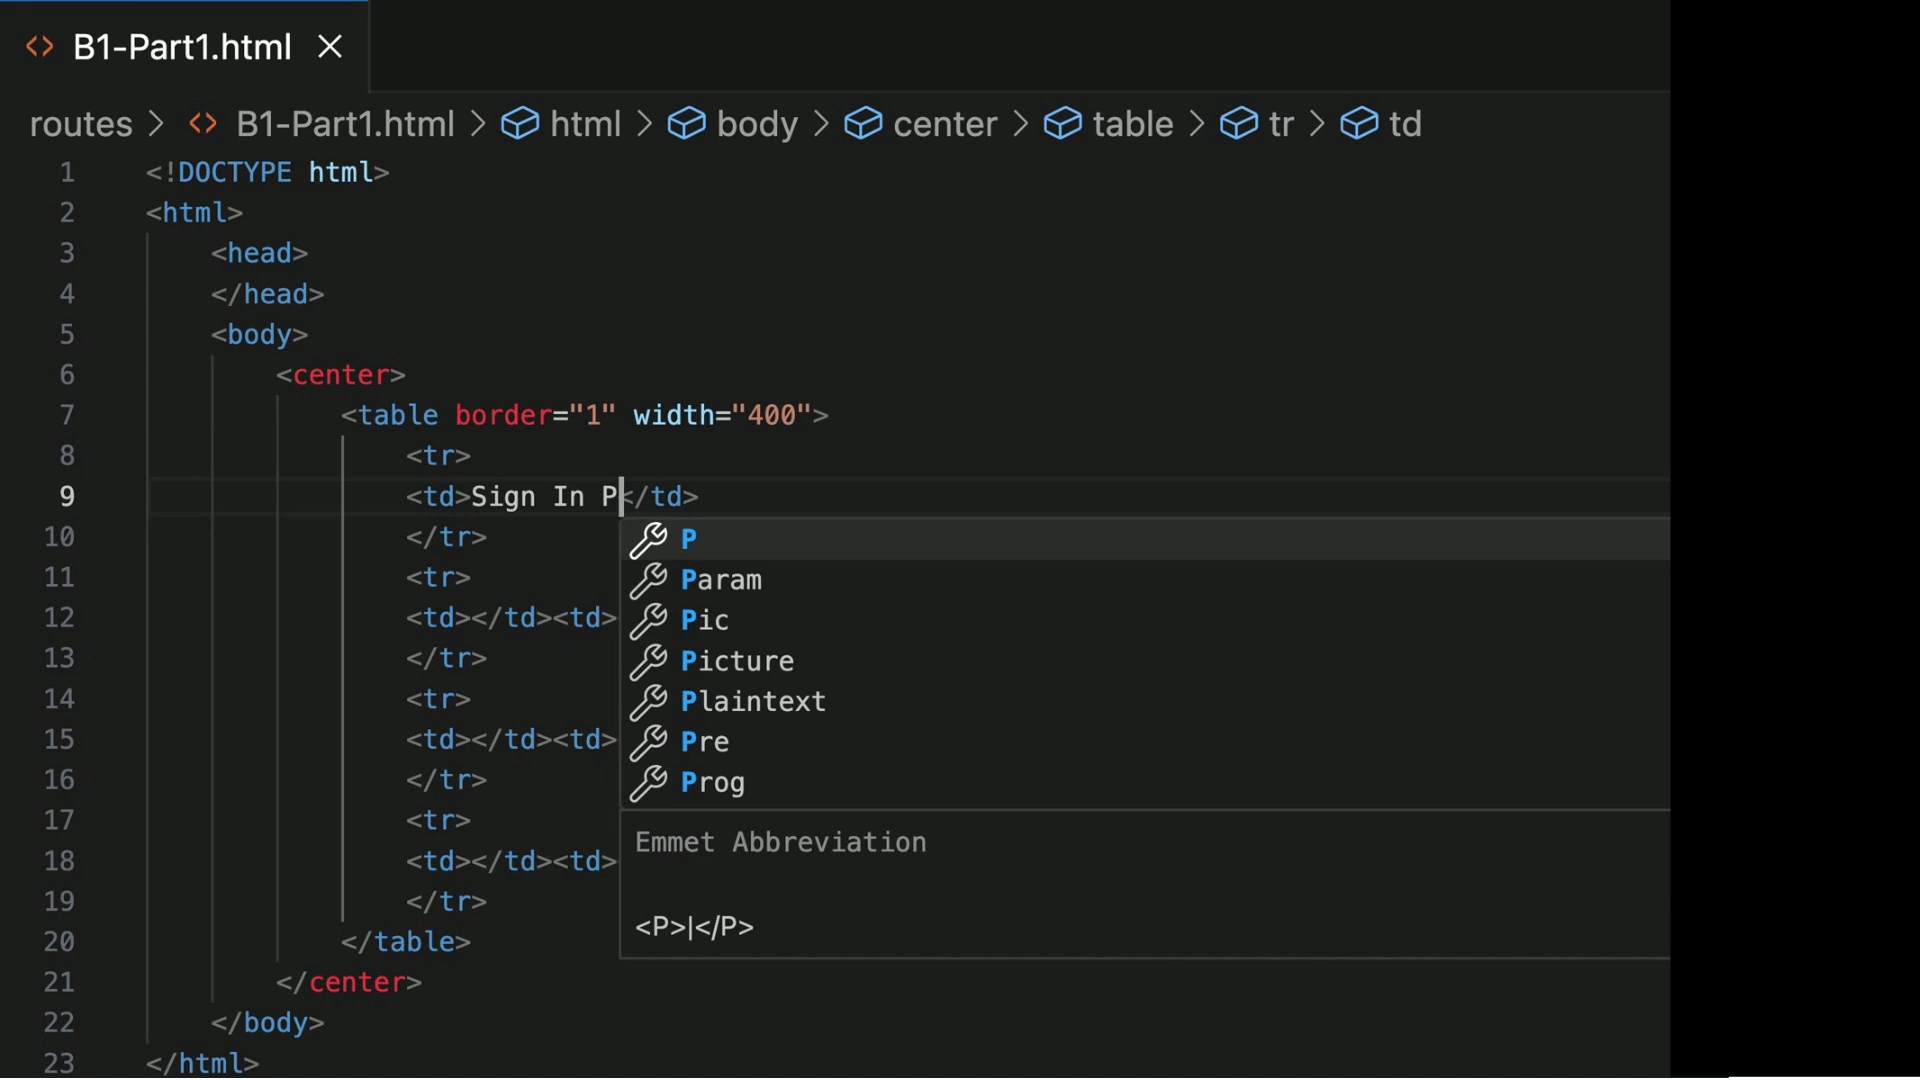 B1-Part1.html
routes > B1-Part1.html > html > body > center > table > tr > td
1 <!DOCTYPE html>
2 <html>
3 <head>
4 </head>
5 <body>
6 <center>
7 <table border="1" width="400">
8 <tr>
9 <td>Sign In P</td>
10 </tr>
11 <tr>
12 <td></td><td>
13 </tr>
14 <tr>
15 <td></td><td>
16 </tr>
17 <tr>
18 <td></td><td>
19 </tr>
20 </table>
21 </center>
22 </body>
23 </html>
P
Param
Pic
Picture
Plaintext
Pre
Prog
Emmet Abbreviation
<P>|</P>